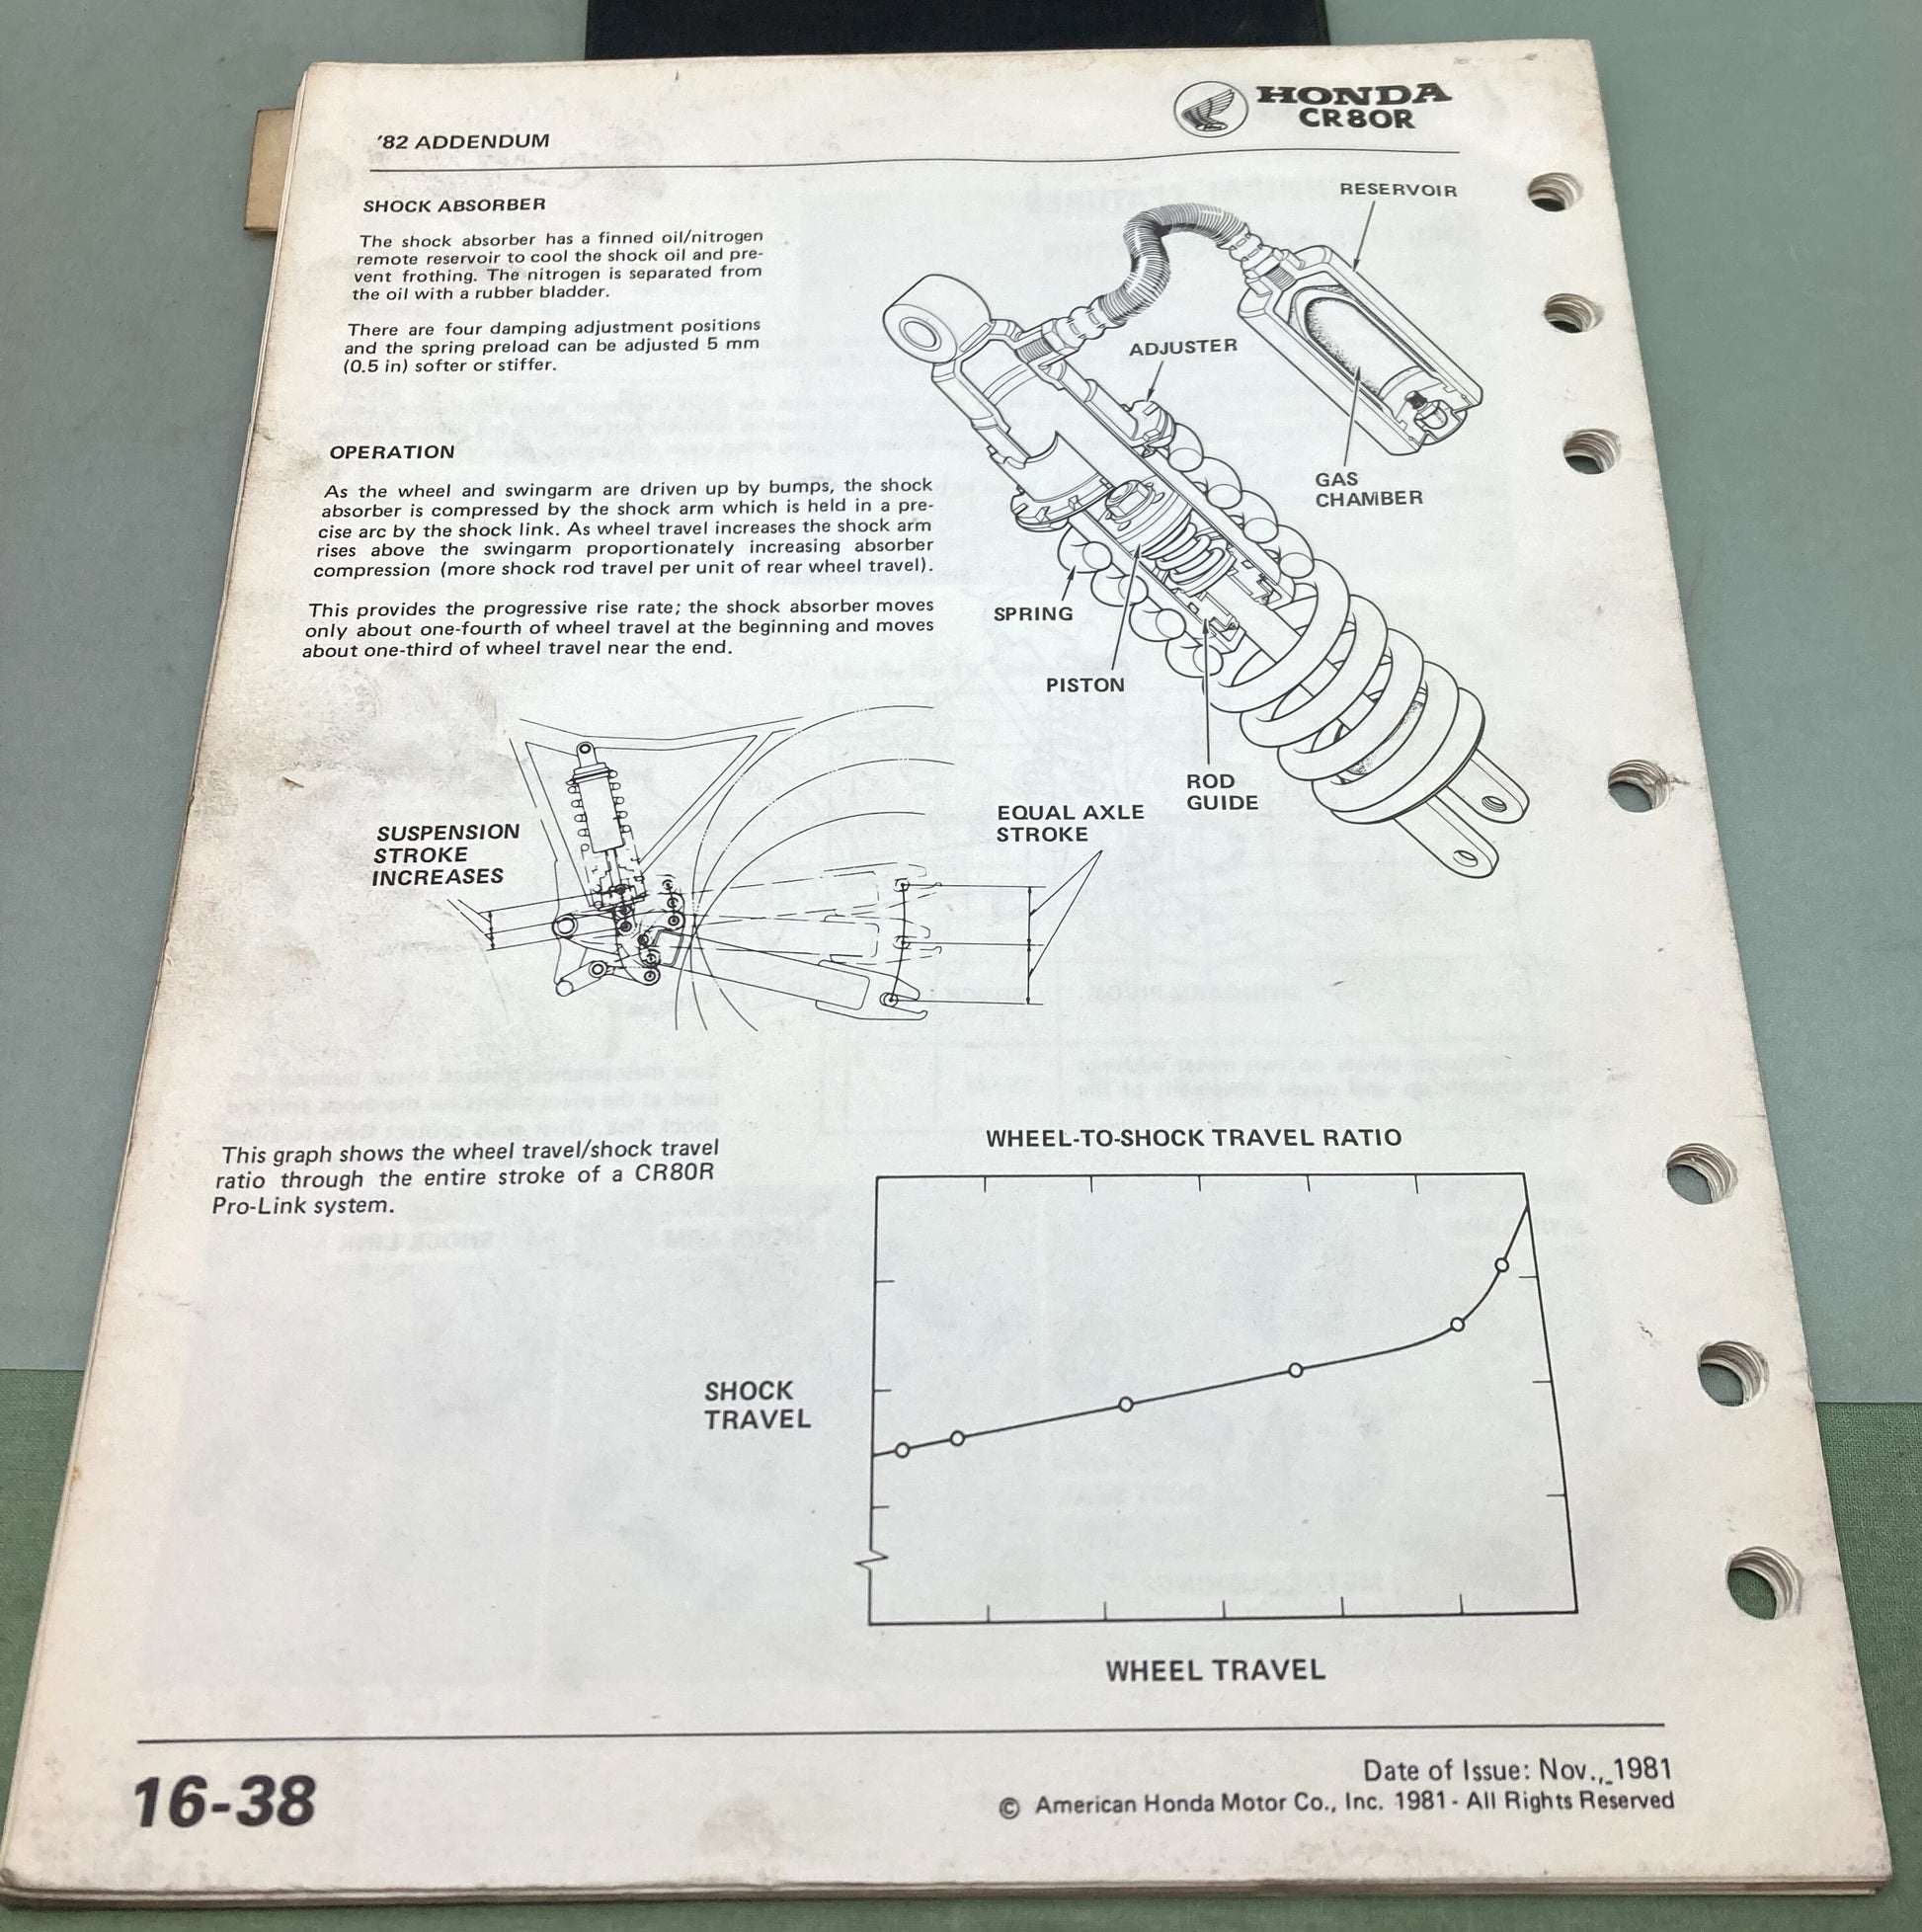 HONDA
CR80R
'82 ADDENDUM
SHOCK ABSORBER
The shock absorber has a finned oil/nitrogen
remote reservoir to cool the shock oil and pre-
vent frothing. The nitrogen is separated from
the oil with a rubber bladder.
There are four damping adjustment positions
and the spring preload can be adjusted 5 mm
(0.5 in) softer or stiffer.
RESERVOIR
ADJUSTER
GAS
CHAMBER
SPRING
PISTON
ROD
GUIDE
OPERATION
As the wheel and swingarm are driven up by bumps, the shock
absorber is compressed by the shock arm which is held in a pre-
cise arc by the shock link. As wheel travel increases the shock arm
rises above the swingarm proportionately increasing absorber
compression (more shock rod travel per unit of rear wheel travel).
This provides the progressive rise rate; the shock absorber moves
only about one-fourth of wheel travel at the beginning and moves
about one-third of wheel travel near the end.
SUSPENSION
STROKE
INCREASES
EQUAL AXLE
STROKE
This graph shows the wheel travel/shock travel
ratio through the entire stroke of a CR80R
Pro-Link system.
WHEEL-TO-SHOCK TRAVEL RATIO
SHOCK
TRAVEL
WHEEL TRAVEL
16-38
Date of Issue: Nov., 1981
© American Honda Motor Co., Inc. 1981 - All Rights Reserved